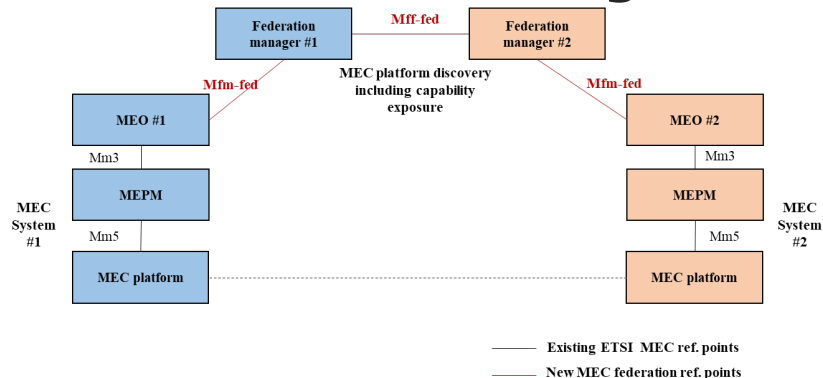 Mff-fed
Federation
manager #1
Federation
manager #2
MEC platform discovery
including capability
exposure
Mfm-fed
Mfm-fed
MEO #1
MEO #2
Mm3
Mm3
MEPM
MEPM
MEC
System
#1
MEC
System
#2
Mm5
Mm5
MEC platform
MEC platform
Existing ETSI MEC ref. points
New MEC federation ref. points